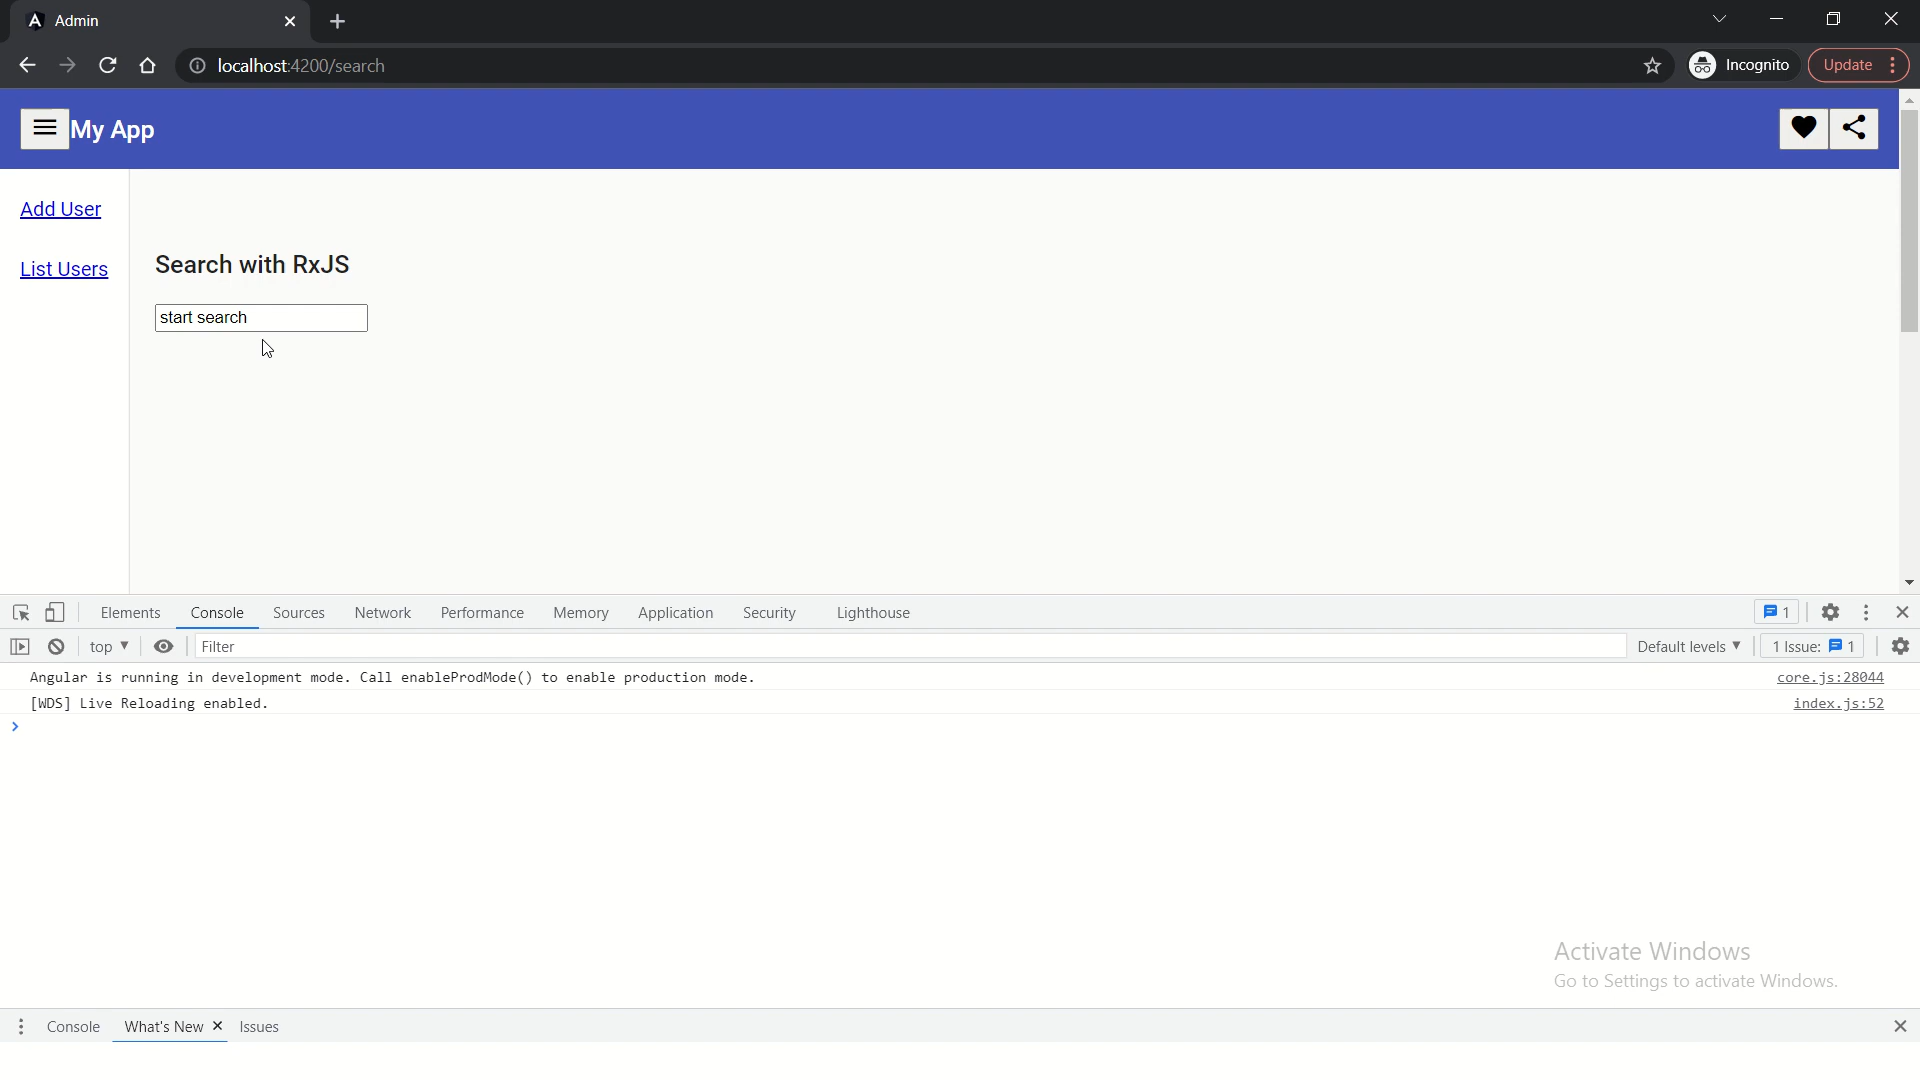 Admin
localhost:4200/search
Incognito
Update
My App
Add User
List Users
Search with RxJS
start search
Elements Console Sources Network Performance Memory Application Security Lighthouse 1
top Filter Default levels 1 Issue: 1
Angular is running in development mode. Call enableProdMode() to enable production mode. core.js:28044
[WDS] Live Reloading enabled. index.js:52
Activate Windows
Go to Settings to activate Windows.
Console What's New Issues